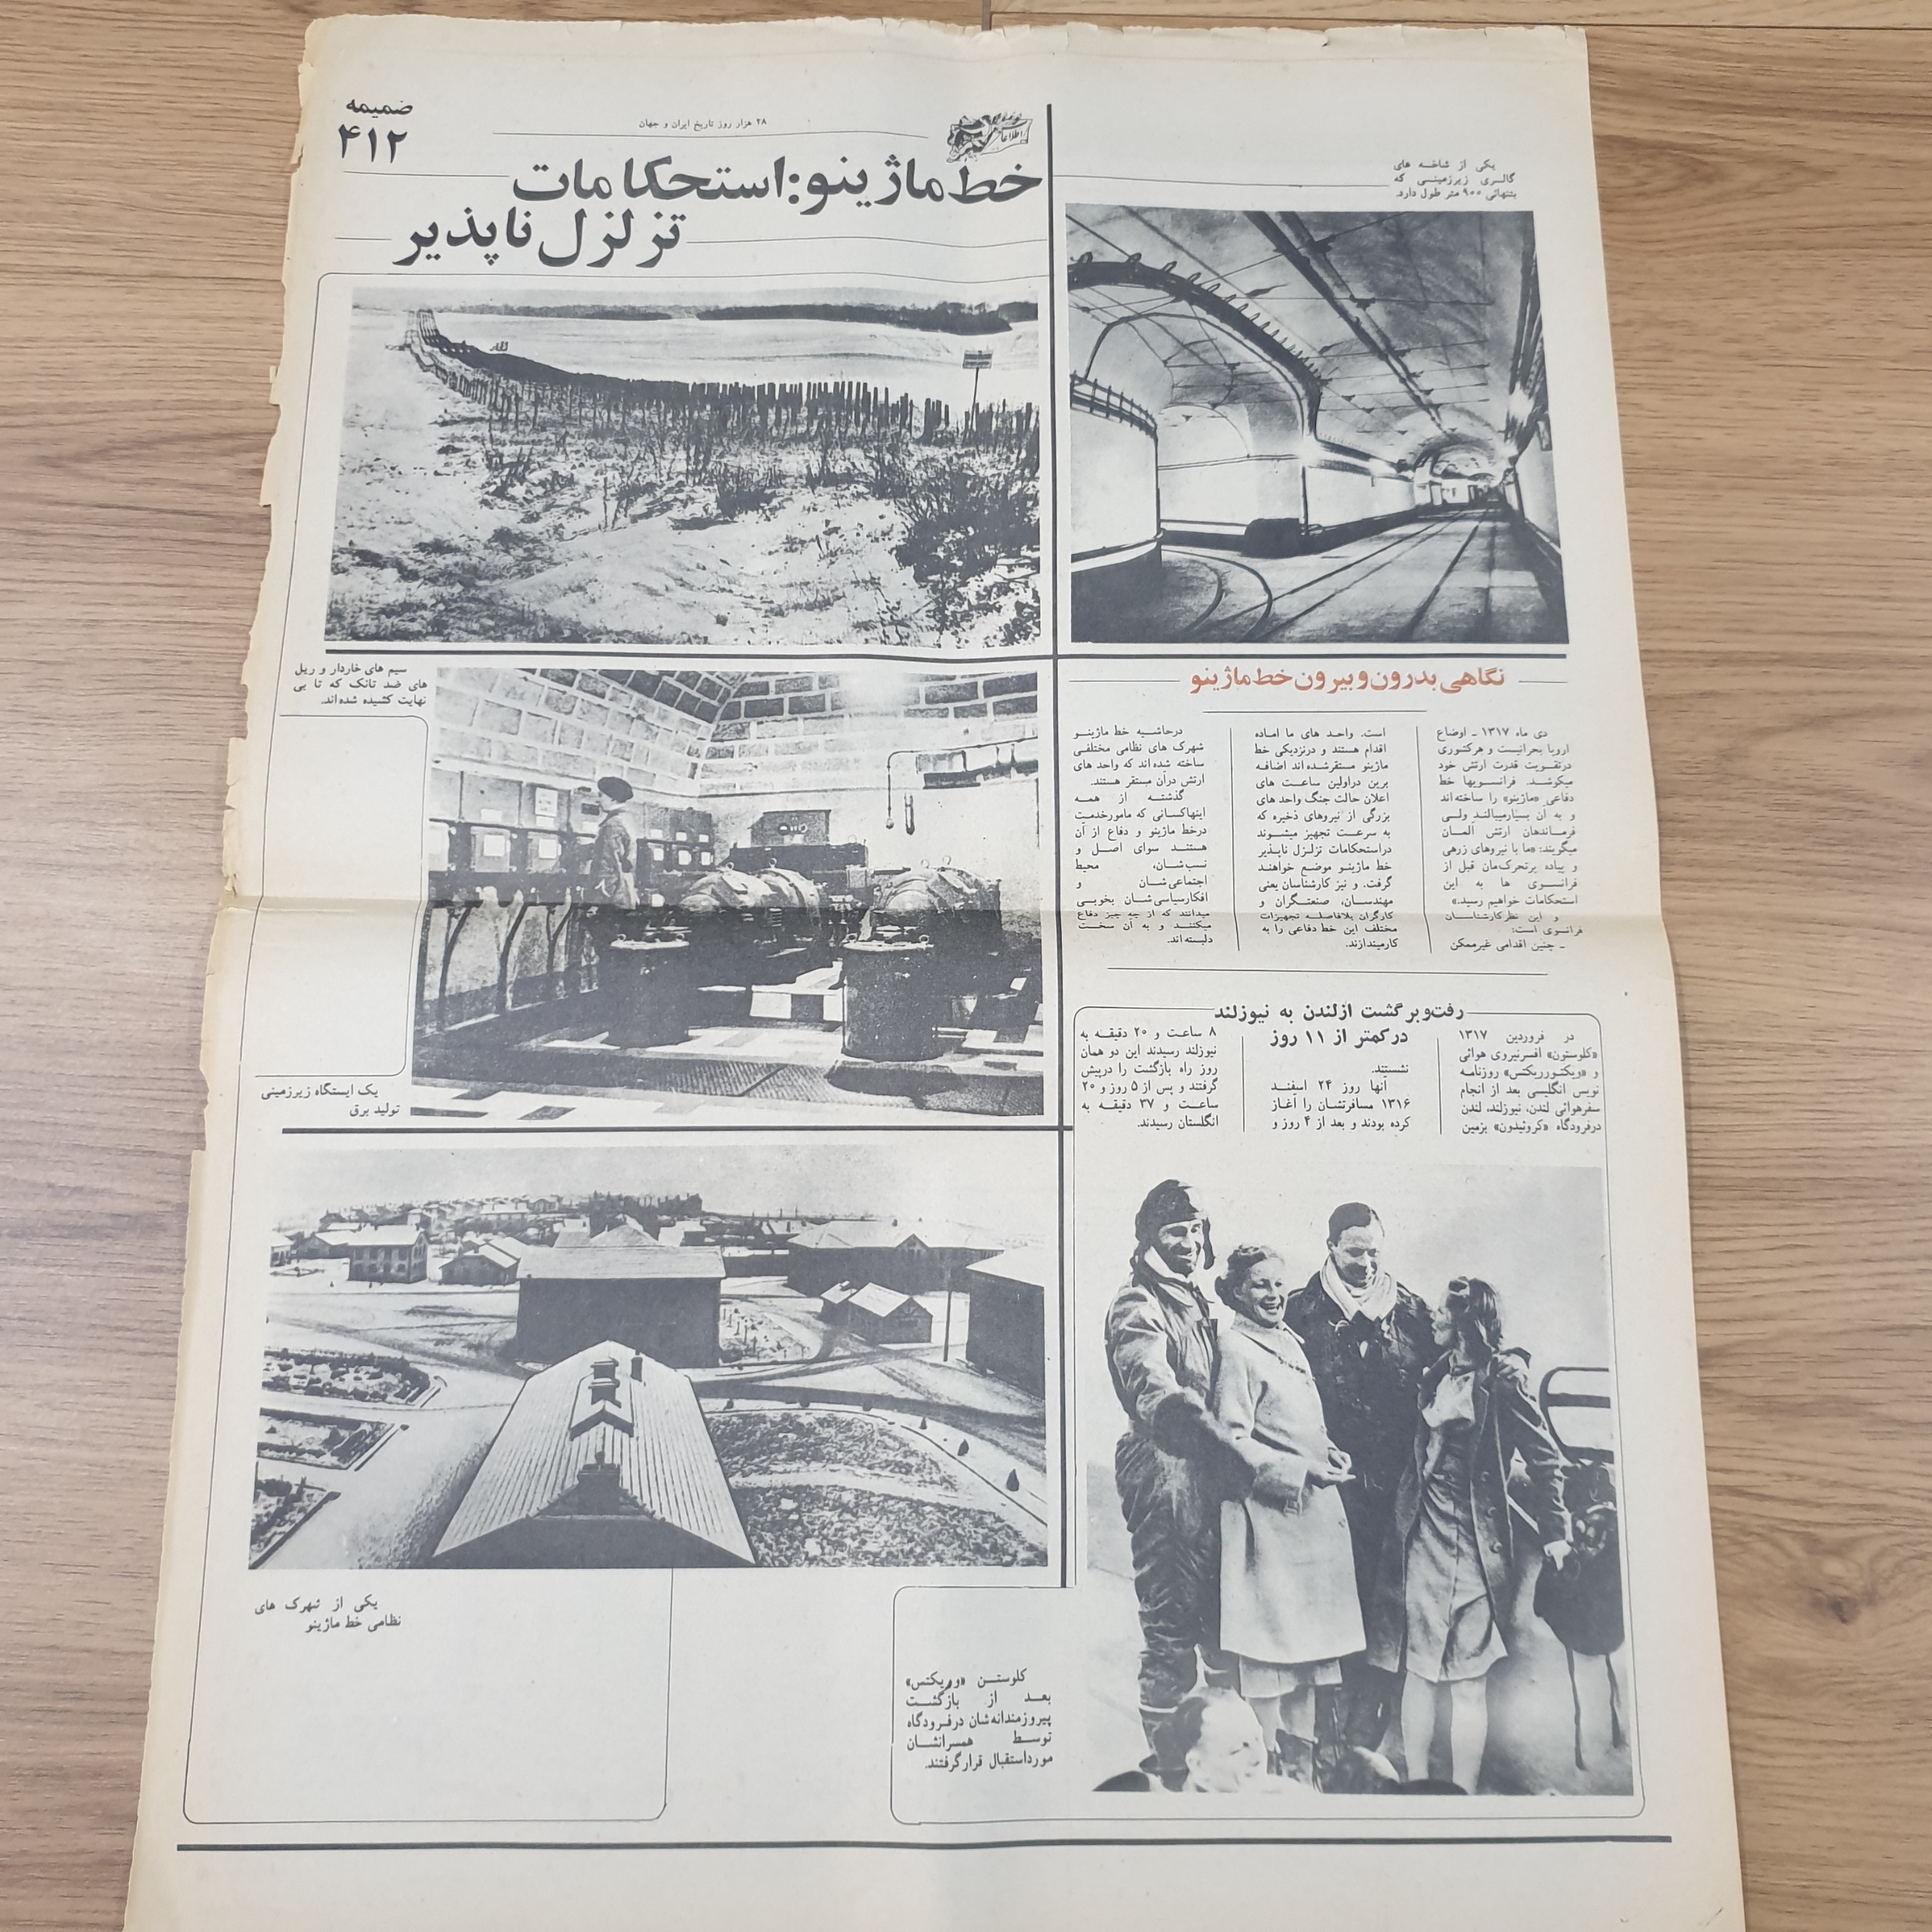 ضمیمه
۴۱۲
۲۸ هزار روز تاریخ ایران و جهان
اطلاعات
خط ماژینو: استحکامات
تزلزل ناپذیر
یکی از شاخه های
گالری زیرزمینی که
بتنهائی ۹۰۰ متر طول دارد.
سیم های خاردار و ریل
های ضد تانک که تا بی
نهایت کشیده شده‌اند.
نگاهی بدرون و بیرون خط ماژینو
دی ماه ۱۳۱۷ ـ اوضاع
اروپا بحرانیست و هرکشوری
درتقویت قدرت ارتش خود
میکوشد. فرانسویها خط
دفاعی «ماژینو» را ساخته‌اند
و به آن بسیارمیبالند ولی
فرماندهان ارتش آلمان
میگویند: «ما با نیروهای زرهی
و پیاده پرتحرک‌مان قبل از
فرانسوی ها به این
استحکامات خواهیم رسید.»
و این نظرکارشناسان
فرانسوی است:
ـ چنین اقدامی غیرممکن
است. واحد های ما آماده
اقدام هستند و درنزدیکی خط
ماژینو مستقرشده‌اند اضافه
برین دراولین ساعت های
اعلان حالت جنگ واحد های
بزرگی از نیروهای ذخیره که
به سرعت تجهیز میشوند
دراستحکامات تزلزل ناپذیر
خط ماژینو موضع خواهند
گرفت. و نیز کارشناسان یعنی
مهندسان، صنعتگران و
کارگران بلافاصله تجهیزات
مختلف این خط دفاعی را به
کارمیندازند.
درحاشیه خط ماژینو
شهرک های نظامی مختلفی
ساخته شده‌اند که واحد های
ارتش درآن مستقر هستند.
گذشته از همه
اینهاکسانی که مامورخدمت
درخط ماژینو و دفاع از آن
هستند سوای اصل و
نسب‌شان، محیط
اجتماعی‌شان و
افکارسیاسی‌شان بخوبی
میدانند که از چه چیز دفاع
میکنند و به آن سخت
دلبسته‌اند.
یک ایستگاه زیرزمینی
تولید برق
رفت‌و برگشت ازلندن به نیوزلند
درکمتر از ۱۱ روز
در فروردین ۱۳۱۷
«کلوستون» افسرنیروی هوائی
و «ویکتورریکتس» روزنامه
نویس انگلیسی بعد از انجام
سفرهوائی لندن، نیوزلند، لندن
درفرودگاه «کرونیدون» بزمین
نشستند.
آنها روز ۲۴ اسفند
۱۳۱۶ مسافرتشان را آغاز
کرده بودند و بعد از ۴ روز و
۸ ساعت و ۲۰ دقیقه به
نیوزلند رسیدند این دو همان
روز راه بازگشت را درپیش
گرفتند و پس از ۵ روز و ۲۰
ساعت و ۳۷ دقیقه به
انگلستان رسیدند.
یکی از شهرک های
نظامی خط ماژینو
کلوستن «وریکتس»
بعد از بازگشت
پیروزمندانه‌شان درفرودگاه
توسط همسرانشان
مورداستقبال قرارگرفتند.